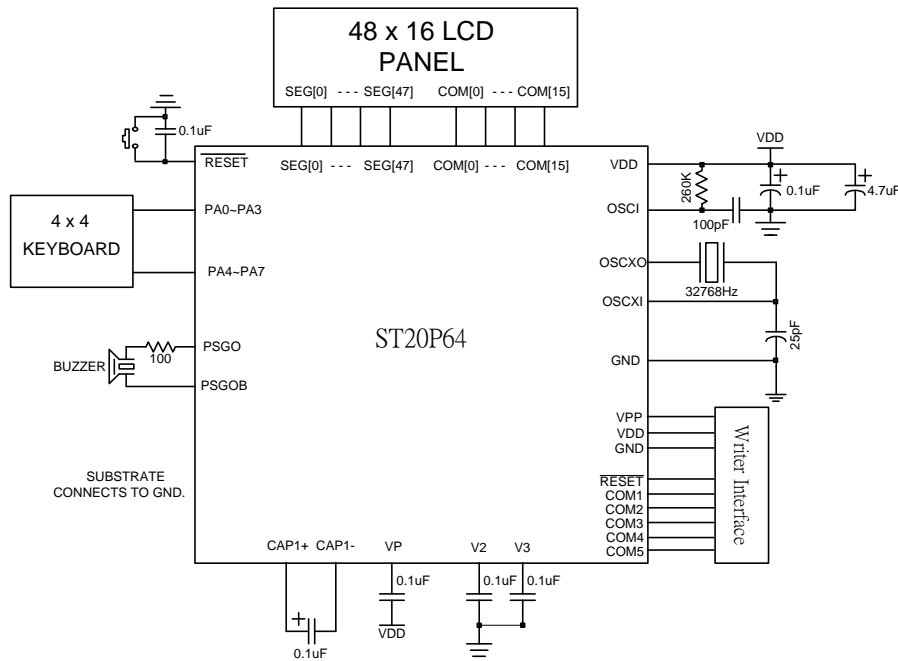 48 x 16 LCD
PANEL
SEG[0] - - - SEG[47] COM[0] - - - COM[15]
SEG[0] - - - SEG[47] COM[0] - - - COM[15]
0.1uF
RESET
4 x 4
KEYBOARD
PA0~PA3
PA4~PA7
BUZZER
100
PSGO
PSGOB
SUBSTRATE
CONNECTS TO GND.
ST20P64
VDD
VDD
260K
+
0.1uF
+
4.7uF
OSCI
100pF
OSCXO
32768Hz
OSCXI
25pF
GND
VPP
VDD
GND
RESET
COM1
COM2
COM3
COM4
COM5
Writer Interface
CAP1+ CAP1- VP V2 V3
0.1uF 0.1uF 0.1uF
+
0.1uF
VDD